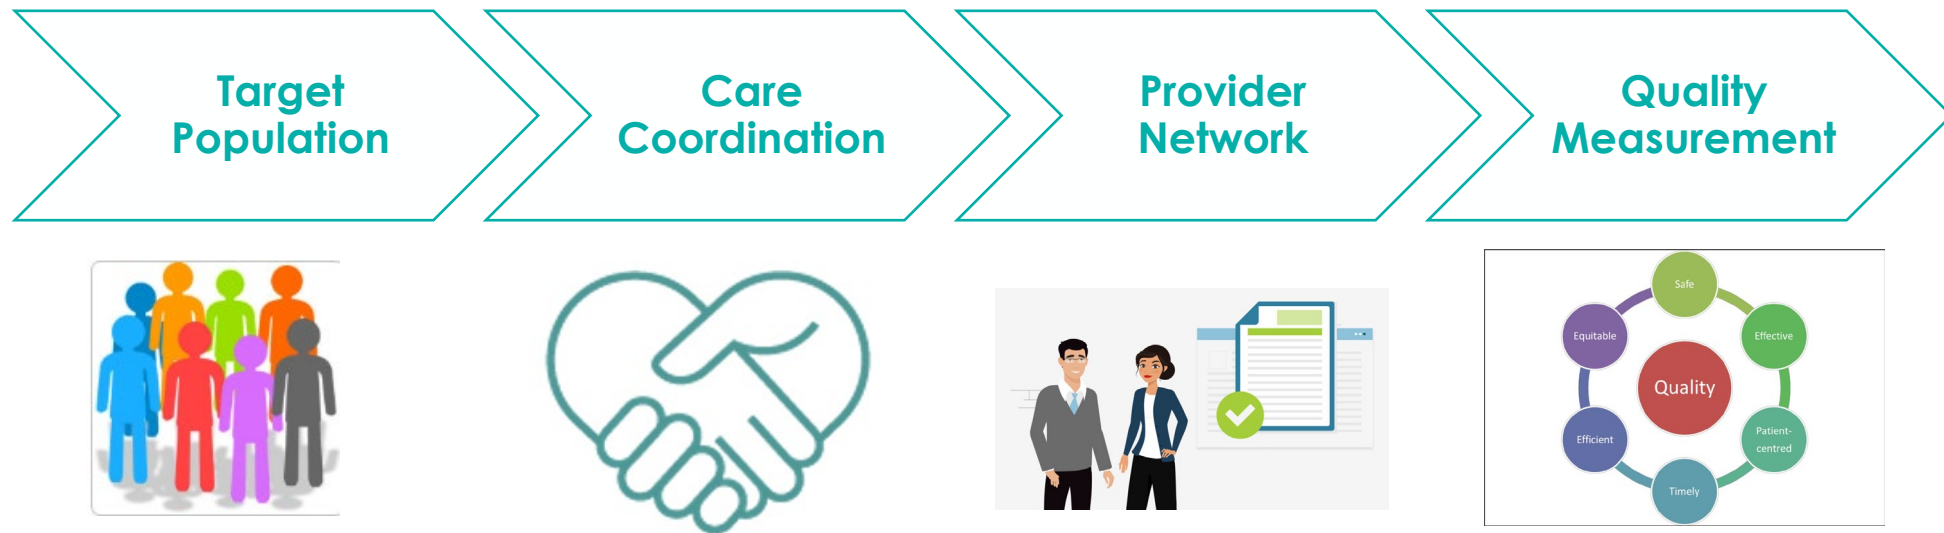 Target
Population
Care
Coordination
Provider
Network
Quality
Measurement
Safe
Equitable
Effective
Quality
Efficient
Patient-
centred
Timely